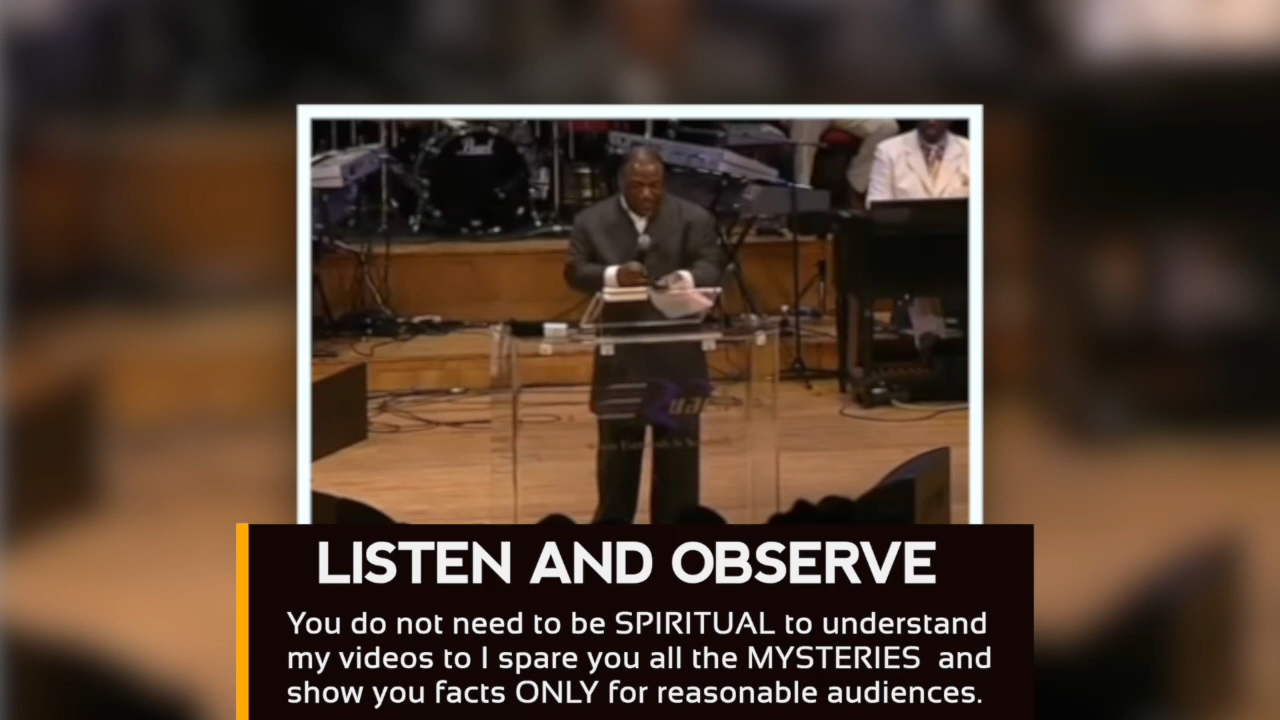 Pearl
LISTEN AND OBSERVE
You do not need to be SPIRITUAL to understand
my videos to I spare you all the MYSTERIES and
show you facts ONLY for reasonable audiences.